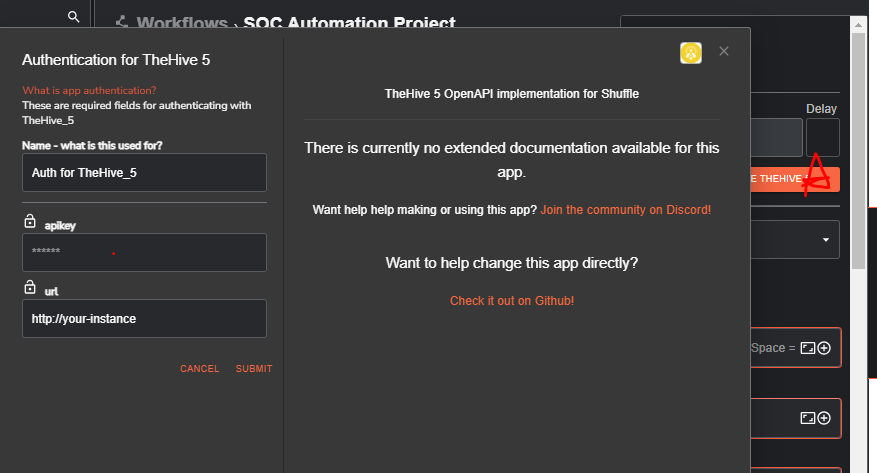 Workflows › SOC Automation Project
Authentication for TheHive 5
What is app authentication?
These are required fields for authenticating with
TheHive_5
Name - what is this used for?
Auth for TheHive_5
apikey
******
url
http://your-instance
CANCEL SUBMIT
TheHive 5 OpenAPI implementation for Shuffle
There is currently no extended documentation available for this
app.
Want help help making or using this app? Join the community on Discord!
Want to help change this app directly?
Check it out on Github!
Delay
THEHIVE
Space =